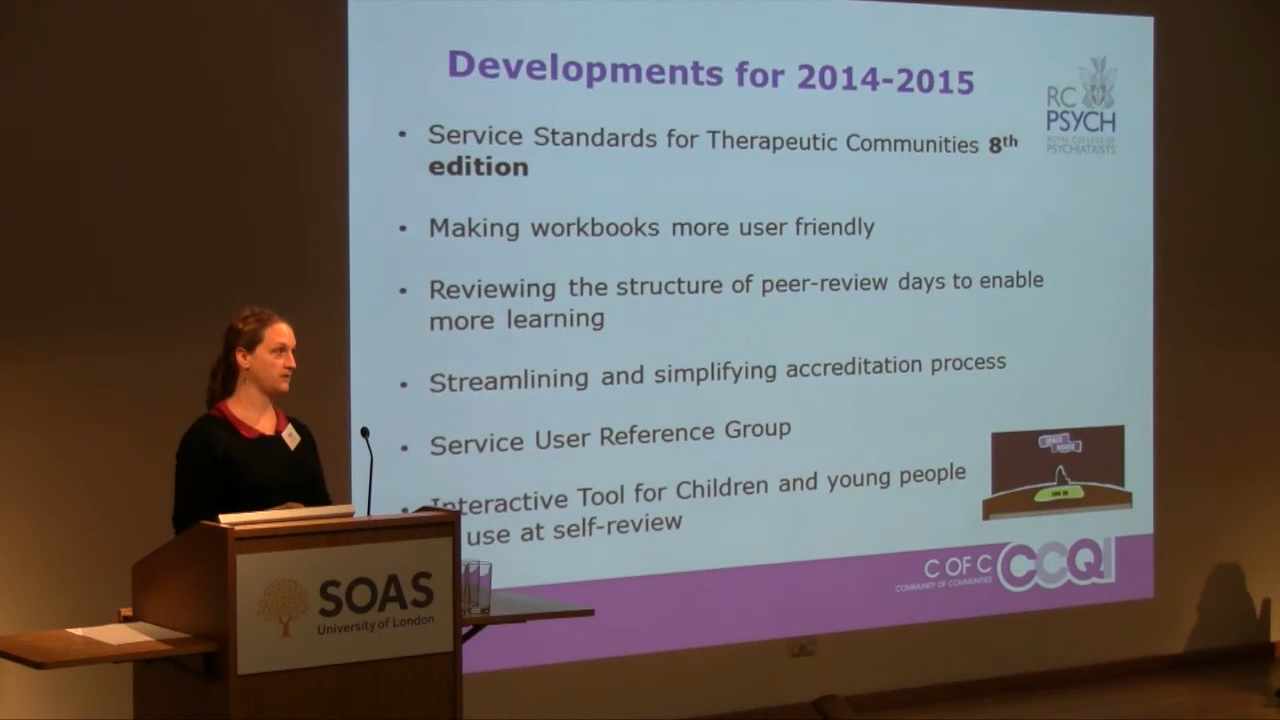 Developments for 2014-2015
RC
PSYCH
ROYAL COLLEGE OF
PSYCHIATRISTS
• Service Standards for Therapeutic Communities 8th
edition
• Making workbooks more user friendly
• Reviewing the structure of peer-review days to enable
more learning
• Streamlining and simplifying accreditation process
• Service User Reference Group
• Interactive Tool for Children and young people
use at self-review
SPACE
HOUSE
C OF C
COMMUNITY OF COMMUNITIES
CCQI
SOAS
University of London